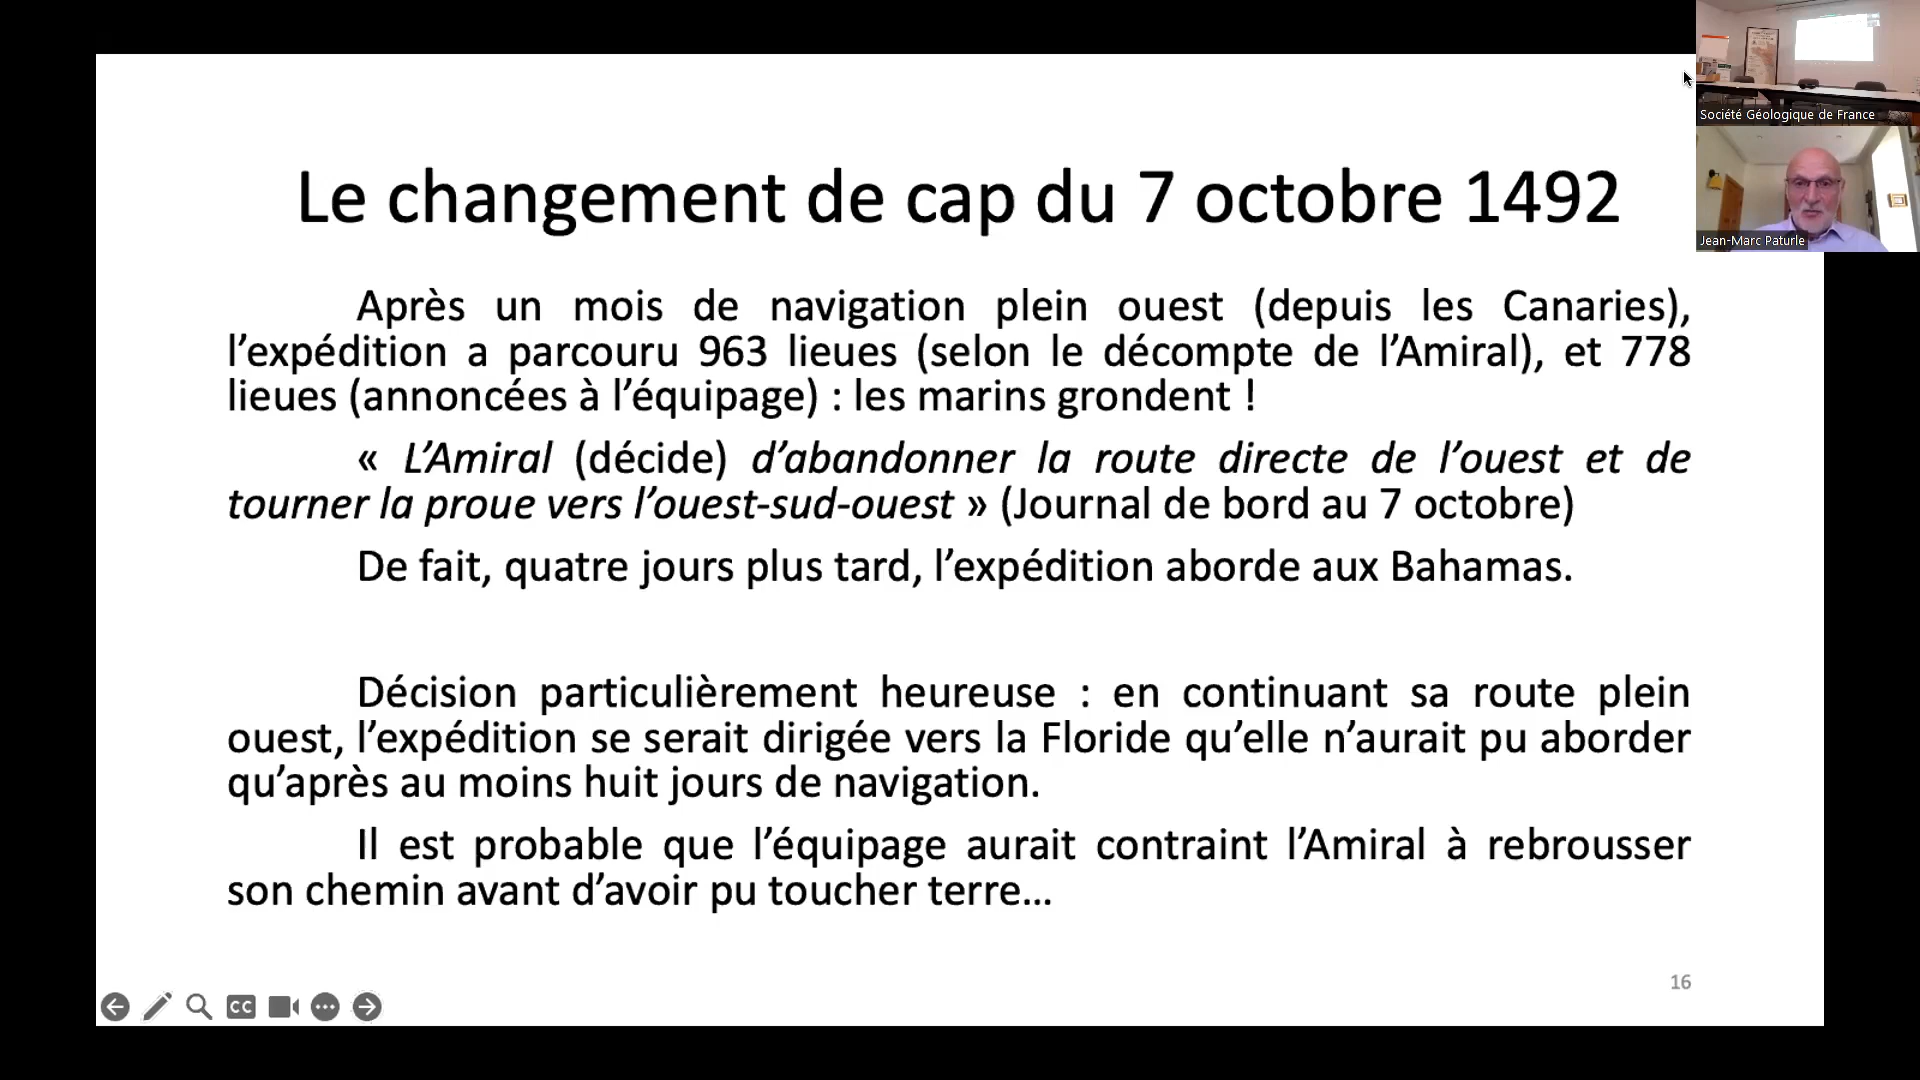 Société Géologique de France
Jean-Marc Paturle
Le changement de cap du 7 octobre 1492
Après un mois de navigation plein ouest (depuis les Canaries),
l’expédition a parcouru 963 lieues (selon le décompte de l’Amiral), et 778
lieues (annoncées à l’équipage) : les marins grondent !
« L’Amiral (décide) d’abandonner la route directe de l’ouest et de
tourner la proue vers l’ouest-sud-ouest » (Journal de bord au 7 octobre)
De fait, quatre jours plus tard, l’expédition aborde aux Bahamas.
Décision particulièrement heureuse : en continuant sa route plein
ouest, l’expédition se serait dirigée vers la Floride qu’elle n’aurait pu aborder
qu’après au moins huit jours de navigation.
Il est probable que l’équipage aurait contraint l’Amiral à rebrousser
son chemin avant d’avoir pu toucher terre…
16
CC